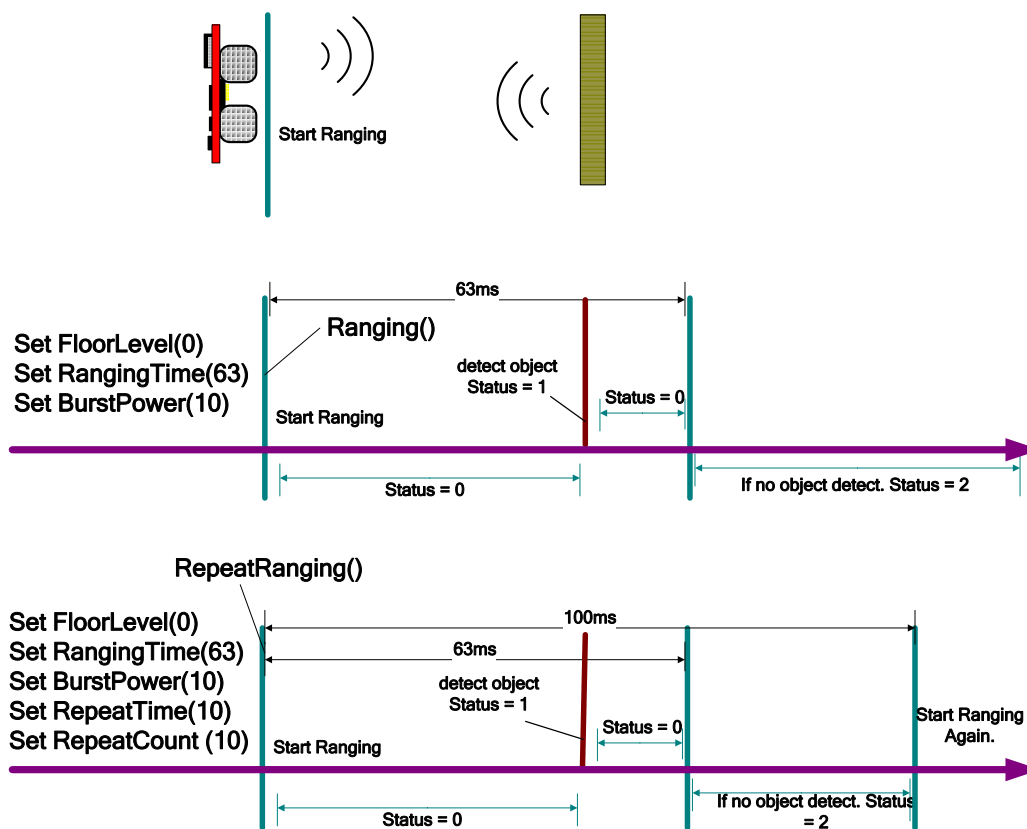 Start Ranging
63ms
Ranging()
Set FloorLevel(0)
Set RangingTime(63)
Set BurstPower(10)
detect object
Status = 1
Status = 0
Start Ranging
Status = 0
If no object detect. Status = 2
RepeatRanging()
Set FloorLevel(0)
Set RangingTime(63)
Set BurstPower(10)
Set RepeatTime(10)
Set RepeatCount (10)
100ms
63ms
detect object
Status = 1
Status = 0
Start Ranging
Again.
Start Ranging
Status = 0
If no object detect. Status
= 2